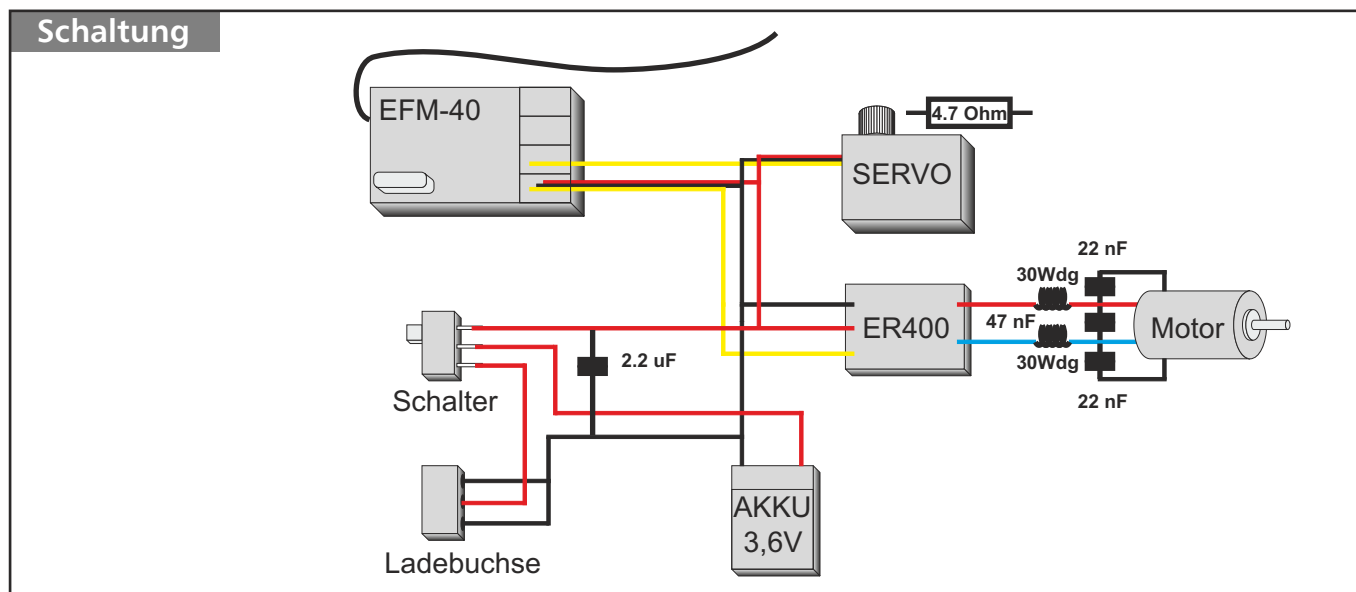 Schaltung
EFM-40
4.7 Ohm
SERVO
22 nF
30Wdg
ER400
47 nF
Motor
30Wdg
22 nF
2.2 uF
Schalter
AKKU
3,6V
Ladebuchse